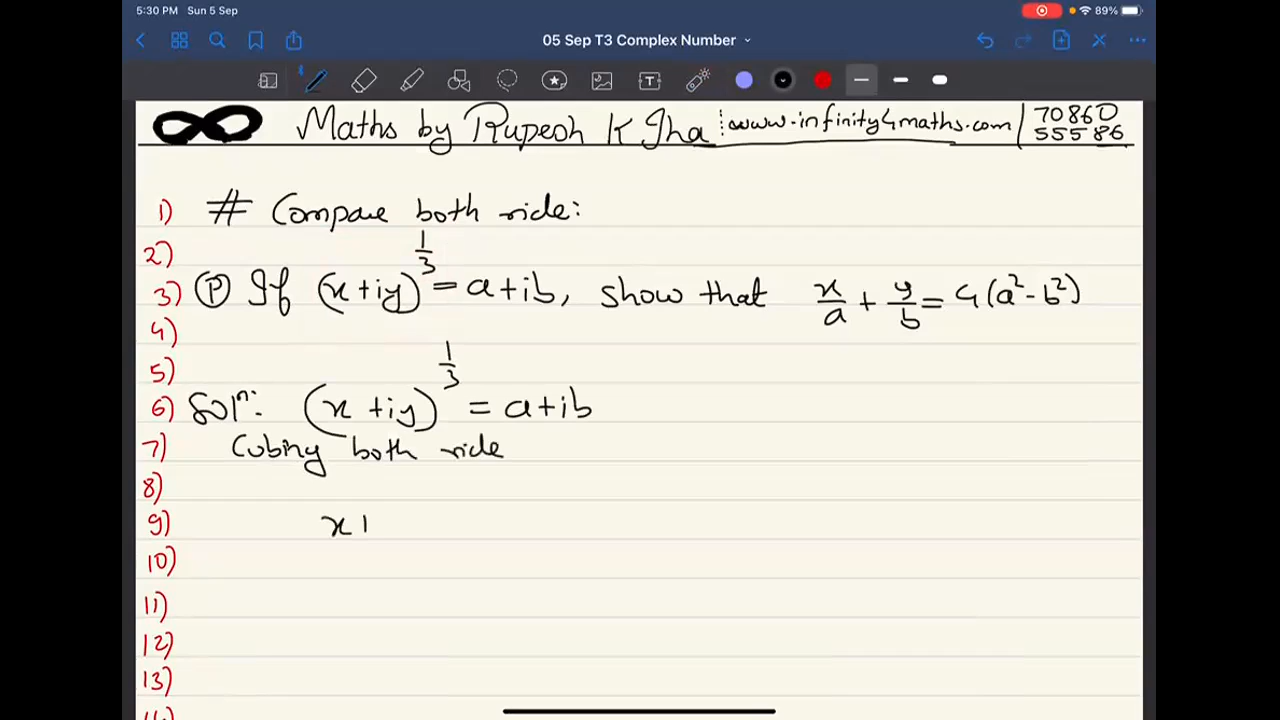 5:30 PM Sun 5 Sep 89%
05 Sep T3 Complex Number
Maths by Rupesh K Jha www.infinity4maths.com 70860 55586
1) # Compare both side:
2)
3) (P) If (x+iy)^1/3 = a+ib, show that x/a + y/b = 4(a²-b²)
4)
5)
6) Solⁿ: (x+iy)^1/3 = a+ib
7) Cubing both side
8)
9) x
10)
11)
12)
13)